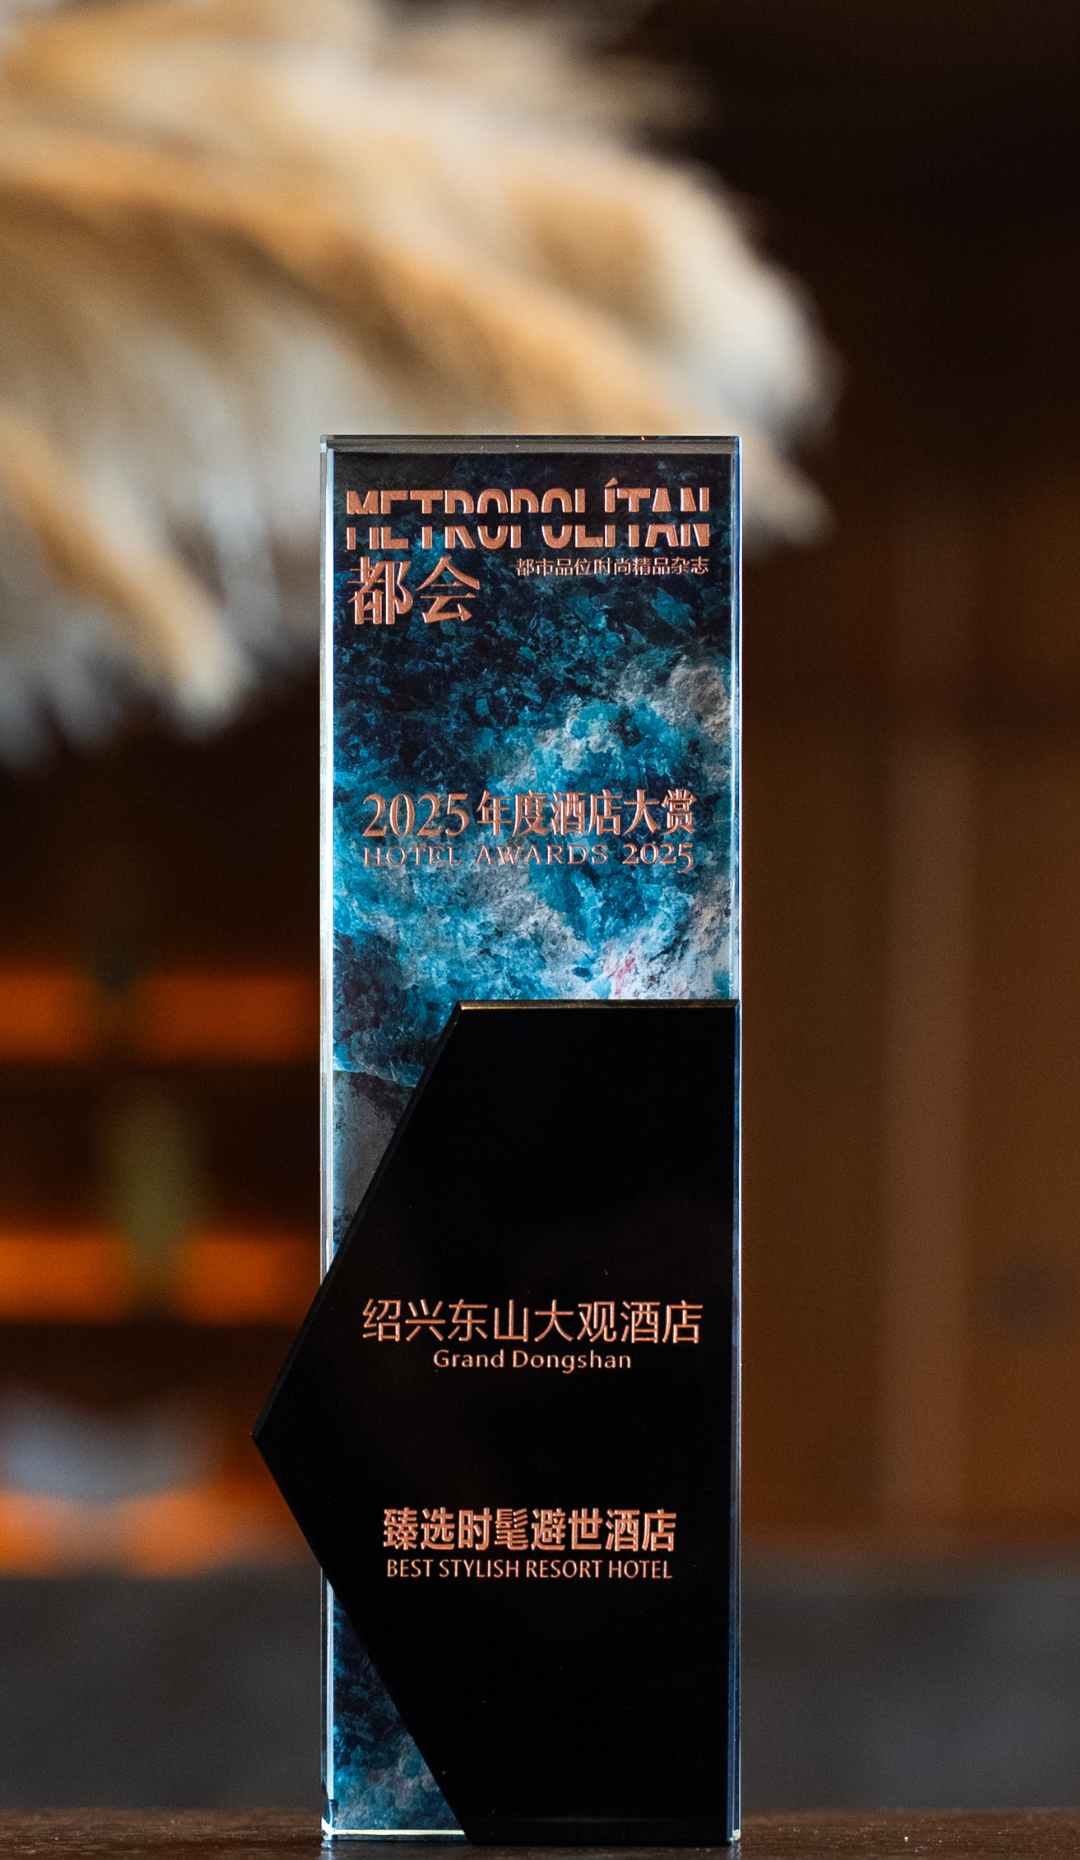 METROPOLÍTAN
都会 都市品位时尚精品杂志
2025年度酒店大赏
HOTEL AWARDS 2025
绍兴东山大观酒店
Grand Dongshan
臻选时髦避世酒店
BEST STYLISH RESORT HOTEL